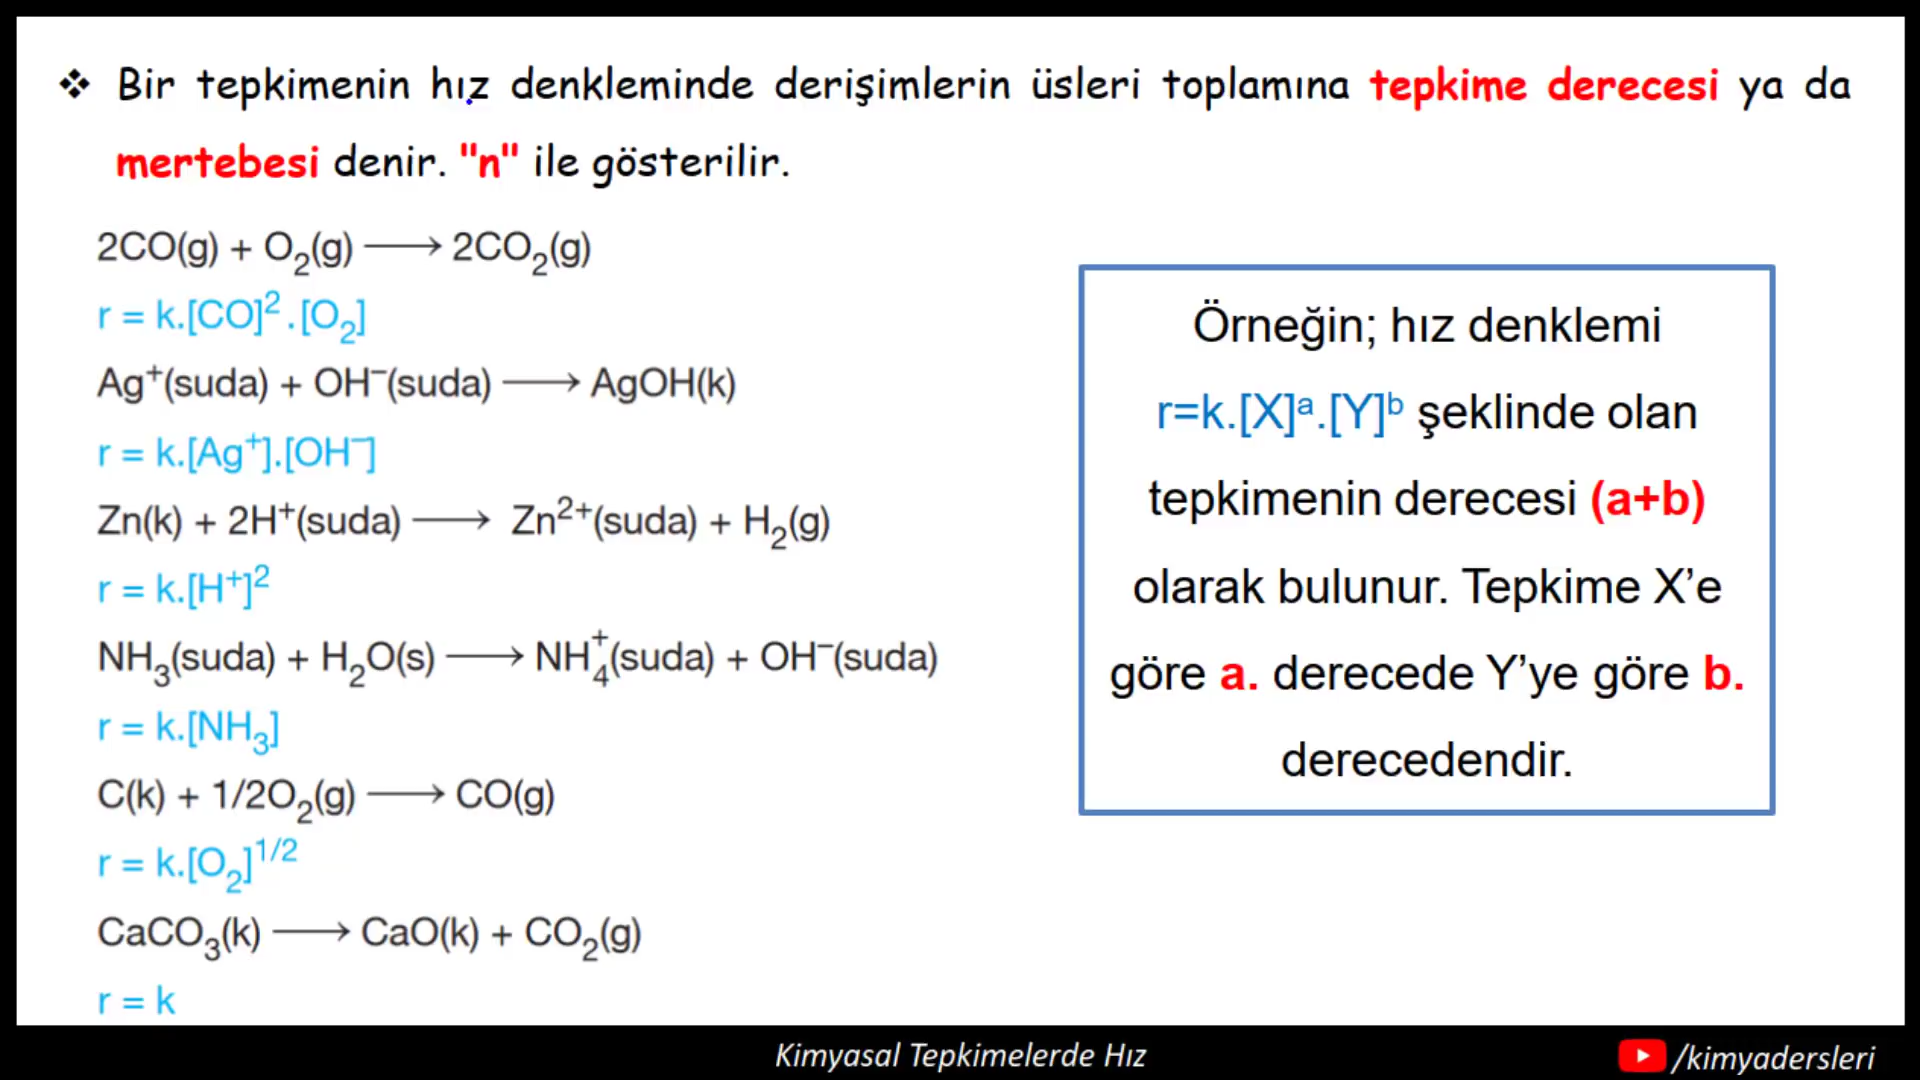 ❖ Bir tepkimenin hız denkleminde derişimlerin üsleri toplamına tepkime derecesi ya da
mertebesi denir. "n" ile gösterilir.
2CO(g) + O₂(g) ⟶ 2CO₂(g)
r = k.[CO]².[O₂]
Ag⁺(suda) + OH⁻(suda) ⟶ AgOH(k)
r = k.[Ag⁺].[OH⁻]
Zn(k) + 2H⁺(suda) ⟶ Zn²⁺(suda) + H₂(g)
r = k.[H⁺]²
NH₃(suda) + H₂O(s) ⟶ NH₄⁺(suda) + OH⁻(suda)
r = k.[NH₃]
C(k) + 1/2O₂(g) ⟶ CO(g)
r = k.[O₂]¹/²
CaCO₃(k) ⟶ CaO(k) + CO₂(g)
r = k
Örneğin; hız denklemi
r=k.[X]ᵃ.[Y]ᵇ şeklinde olan
tepkimenin derecesi (a+b)
olarak bulunur. Tepkime X’e
göre a. derecede Y’ye göre b.
derecedendir.
Kimyasal Tepkimelerde Hız
/kimyadersleri